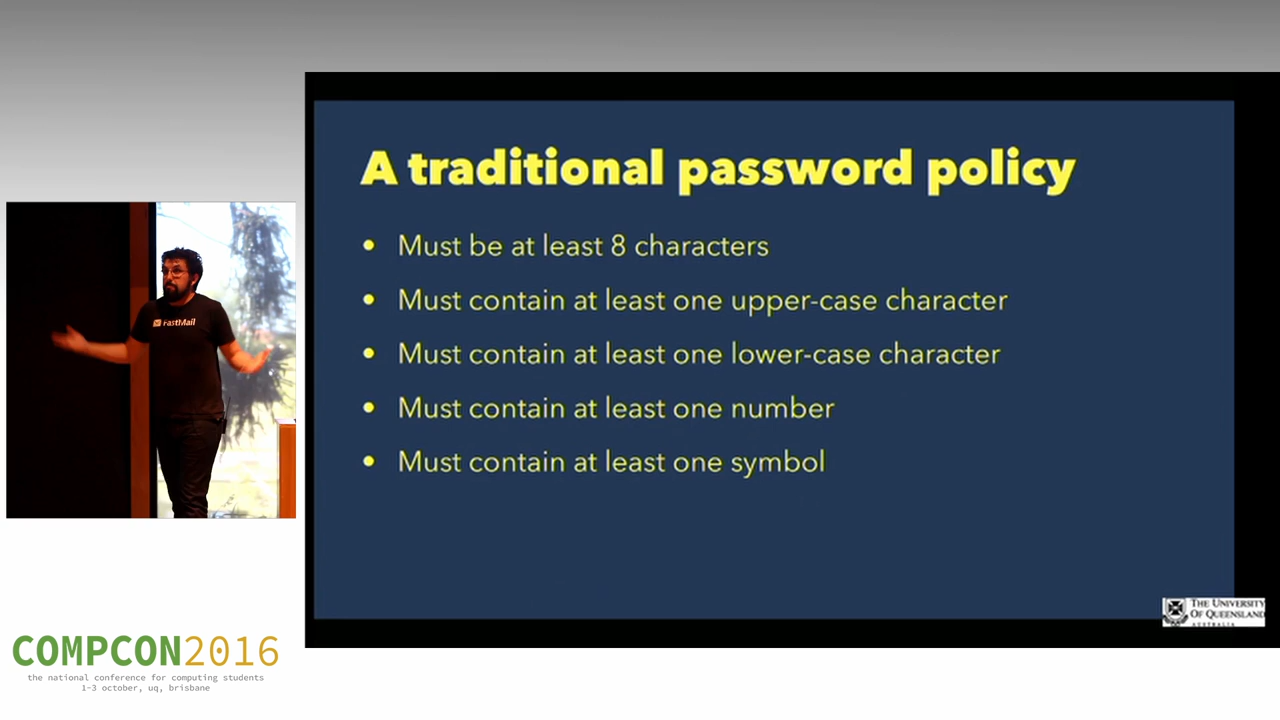 A traditional password policy
• Must be at least 8 characters
• Must contain at least one upper-case character
• Must contain at least one lower-case character
• Must contain at least one number
• Must contain at least one symbol
FastMail
THE UNIVERSITY
OF QUEENSLAND
AUSTRALIA
COMPCON2016
the national conference for computing students
1-3 october, uq, brisbane